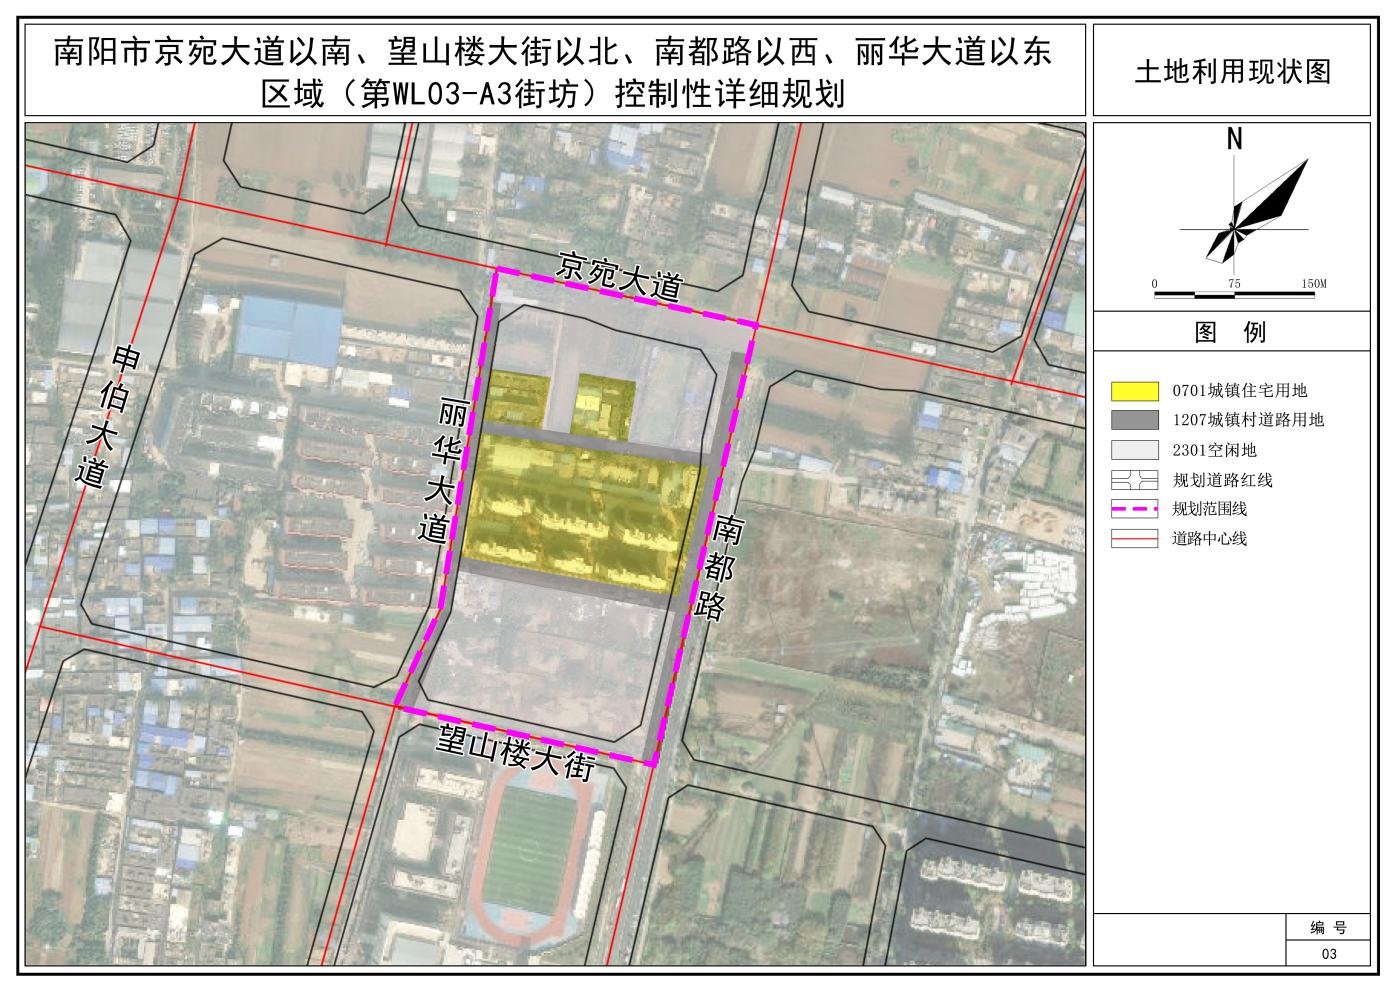 南阳市京宛大道以南、望山楼大街以北、南都路以西、丽华大道以东
区域（第WL03-A3街坊）控制性详细规划
土地利用现状图
N
0 75 150M
图 例
0701城镇住宅用地
1207城镇村道路用地
2301空闲地
规划道路红线
规划范围线
道路中心线
编 号
03
京宛大道
申伯大道
丽华大道
南都路
望山楼大街